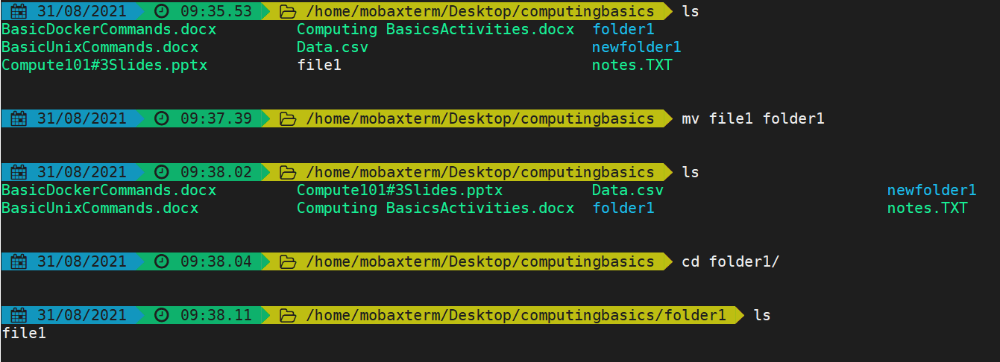 31/08/2021 09:35.53 /home/mobaxterm/Desktop/computingbasics ls
BasicDockerCommands.docx Computing BasicsActivities.docx folder1
BasicUnixCommands.docx Data.csv newfolder1
Compute101#3Slides.pptx file1 notes.TXT
31/08/2021 09:37.39 /home/mobaxterm/Desktop/computingbasics mv file1 folder1
31/08/2021 09:38.02 /home/mobaxterm/Desktop/computingbasics ls
BasicDockerCommands.docx Compute101#3Slides.pptx Data.csv newfolder1
BasicUnixCommands.docx Computing BasicsActivities.docx folder1 notes.TXT
31/08/2021 09:38.04 /home/mobaxterm/Desktop/computingbasics cd folder1/
31/08/2021 09:38.11 /home/mobaxterm/Desktop/computingbasics/folder1 ls
file1